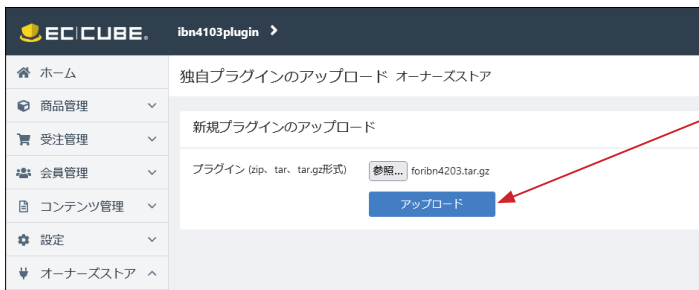 EC CUBE. ibn4103plugin
ホーム
商品管理
受注管理
会員管理
コンテンツ管理
設定
オーナーズストア
独自プラグインのアップロード オーナーズストア
新規プラグインのアップロード
プラグイン (zip、tar、tar.gz形式) 参照... foribn4203.tar.gz
アップロード